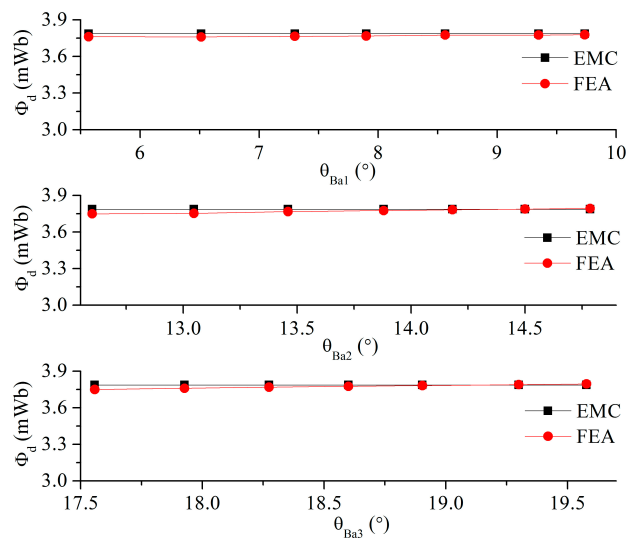 3.9
3.6
3.3
3.0
Φd (mWb)
EMC
FEA
6 7 8 9 10
θBa1 (°)
3.9
3.6
3.3
3.0
Φd (mWb)
EMC
FEA
13.0 13.5 14.0 14.5
θBa2 (°)
3.9
3.6
3.3
3.0
Φd (mWb)
EMC
FEA
17.5 18.0 18.6 19.0 19.5
θBa3 (°)